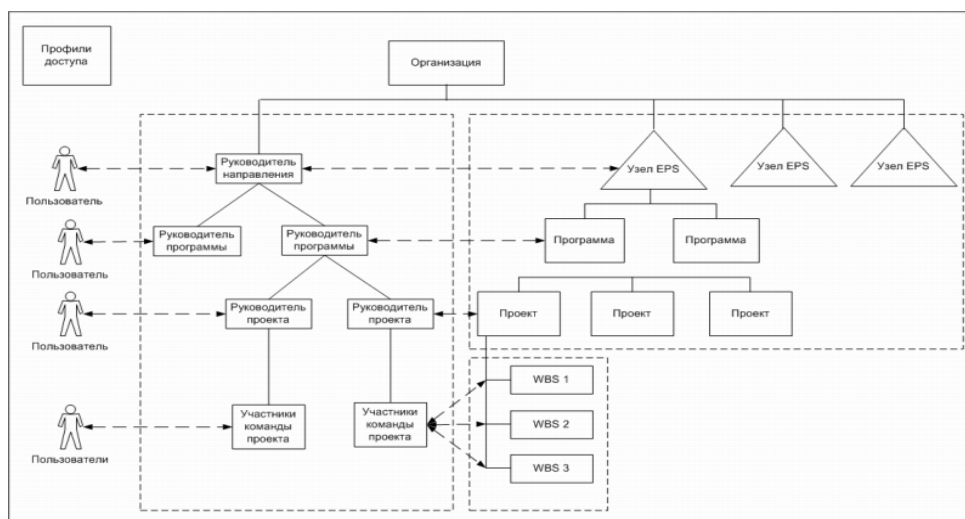 Профили
доступа
Организация
Руководитель
направления
Узел EPS
Узел EPS
Узел EPS
Пользователь
Руководитель
программы
Руководитель
программы
Программа
Программа
Пользователь
Руководитель
проекта
Руководитель
проекта
Проект
Проект
Проект
Пользователь
WBS 1
Участники
команды
проекта
Участники
команды
проекта
WBS 2
Пользователи
WBS 3